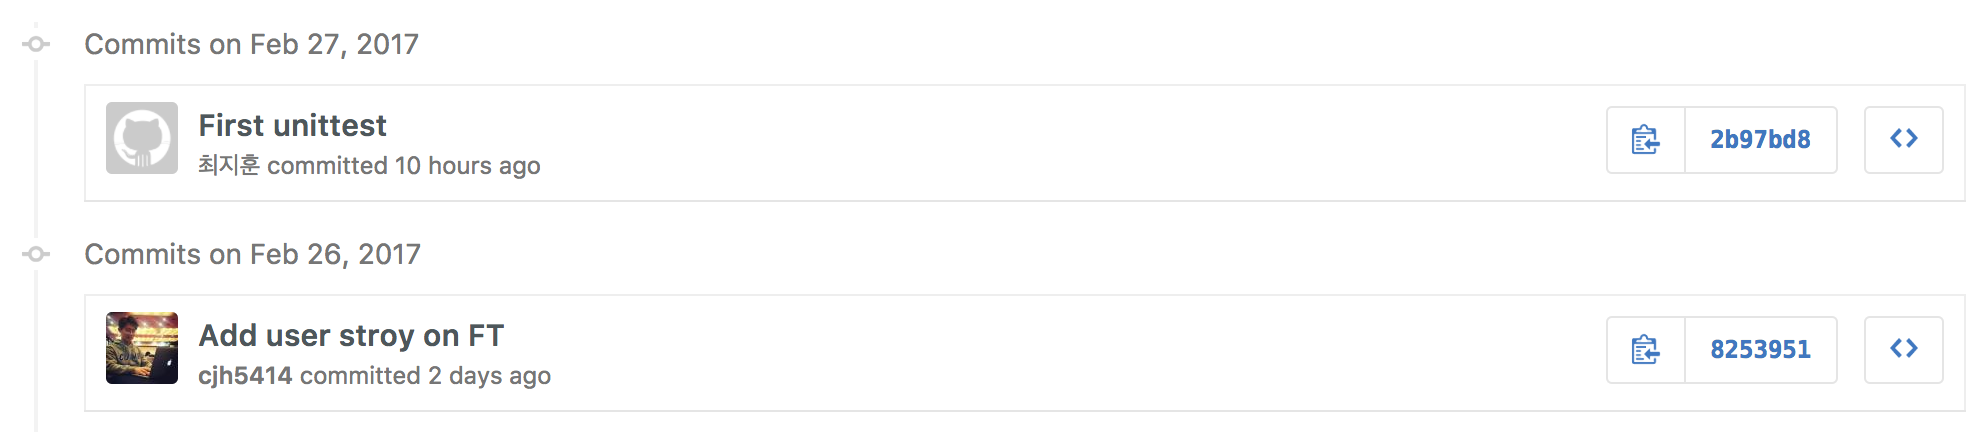 Commits on Feb 27, 2017
First unittest
최지훈 committed 10 hours ago
2b97bd8
Commits on Feb 26, 2017
Add user stroy on FT
cjh5414 committed 2 days ago
8253951